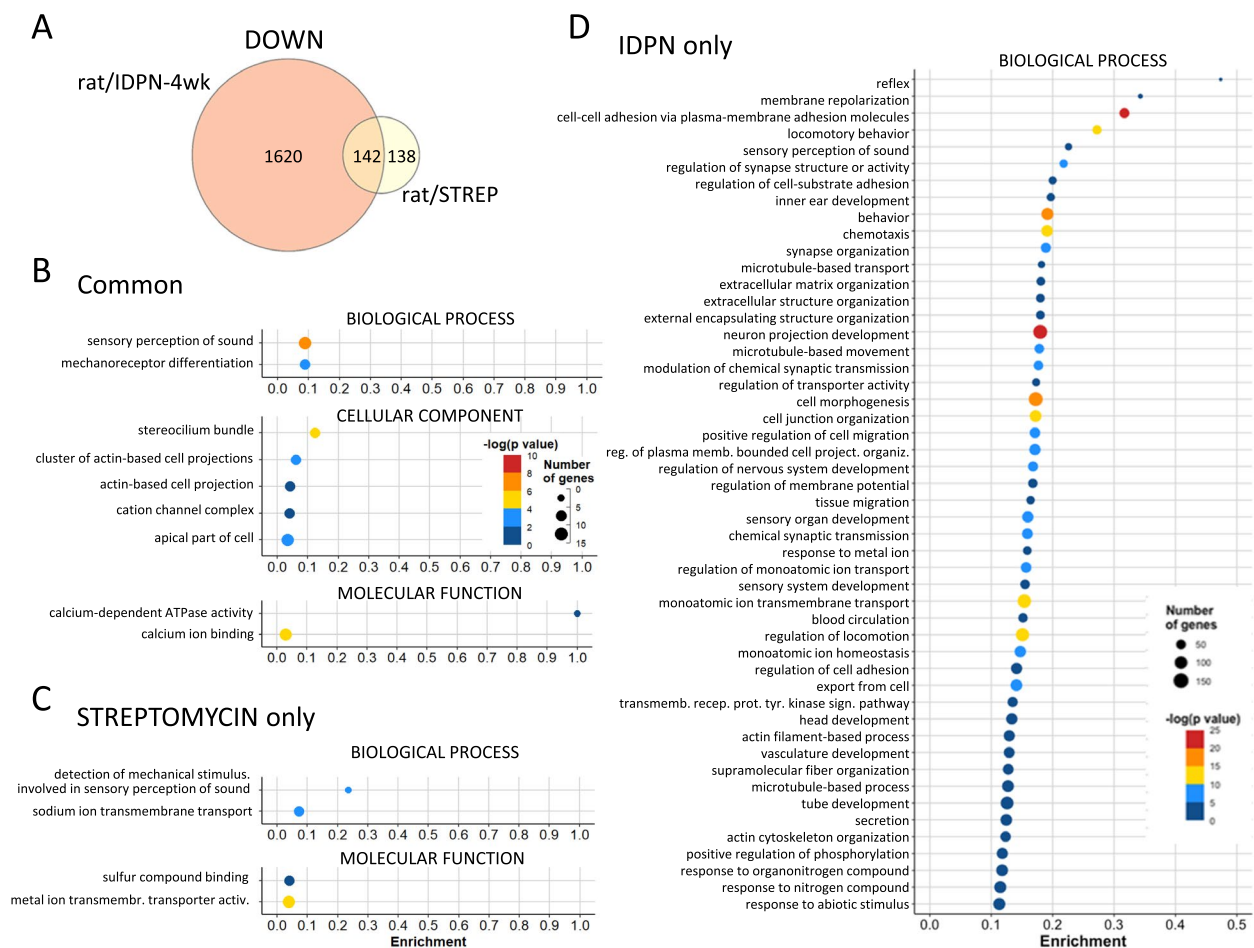 A
DOWN
rat/IDPN-4wk
1620
142
138
rat/STREP
B
Common
BIOLOGICAL PROCESS
sensory perception of sound
mechanoreceptor differentiation
0.0 0.1 0.2 0.3 0.4 0.5 0.6 0.7 0.8 0.9 1.0
CELLULAR COMPONENT
stereocilium bundle
cluster of actin-based cell projections
actin-based cell projection
cation channel complex
apical part of cell
-log(p value)
10
8
6
4
2
0
Number
of genes
0
5
10
15
0.0 0.1 0.2 0.3 0.4 0.5 0.6 0.7 0.8 0.9 1.0
MOLECULAR FUNCTION
calcium-dependent ATPase activity
calcium ion binding
0.0 0.1 0.2 0.3 0.4 0.5 0.6 0.7 0.8 0.9 1.0
C
STREPTOMYCIN only
BIOLOGICAL PROCESS
detection of mechanical stimulus.
involved in sensory perception of sound
sodium ion transmembrane transport
0.0 0.1 0.2 0.3 0.4 0.5 0.6 0.7 0.8 0.9 1.0
MOLECULAR FUNCTION
sulfur compound binding
metal ion transmembr. transporter activ.
0.0 0.1 0.2 0.3 0.4 0.5 0.6 0.7 0.8 0.9 1.0
Enrichment
D
IDPN only
BIOLOGICAL PROCESS
reflex
membrane repolarization
cell-cell adhesion via plasma-membrane adhesion molecules
locomotory behavior
sensory perception of sound
regulation of synapse structure or activity
regulation of cell-substrate adhesion
inner ear development
behavior
chemotaxis
synapse organization
microtubule-based transport
extracellular matrix organization
extracellular structure organization
external encapsulating structure organization
neuron projection development
microtubule-based movement
modulation of chemical synaptic transmission
regulation of transporter activity
cell morphogenesis
cell junction organization
positive regulation of cell migration
reg. of plasma memb. bounded cell project. organiz.
regulation of nervous system development
regulation of membrane potential
tissue migration
sensory organ development
chemical synaptic transmission
response to metal ion
regulation of monoatomic ion transport
sensory system development
monoatomic ion transmembrane transport
blood circulation
regulation of locomotion
monoatomic ion homeostasis
regulation of cell adhesion
export from cell
transmemb. recep. prot. tyr. kinase sign. pathway
head development
actin filament-based process
vasculature development
supramolecular fiber organization
microtubule-based process
tube development
secretion
actin cytoskeleton organization
positive regulation of phosphorylation
response to organonitrogen compound
response to nitrogen compound
response to abiotic stimulus
Number
of genes
50
100
150
-log(p value)
25
20
15
10
5
0
0.0 0.1 0.2 0.3 0.4 0.5
Enrichment